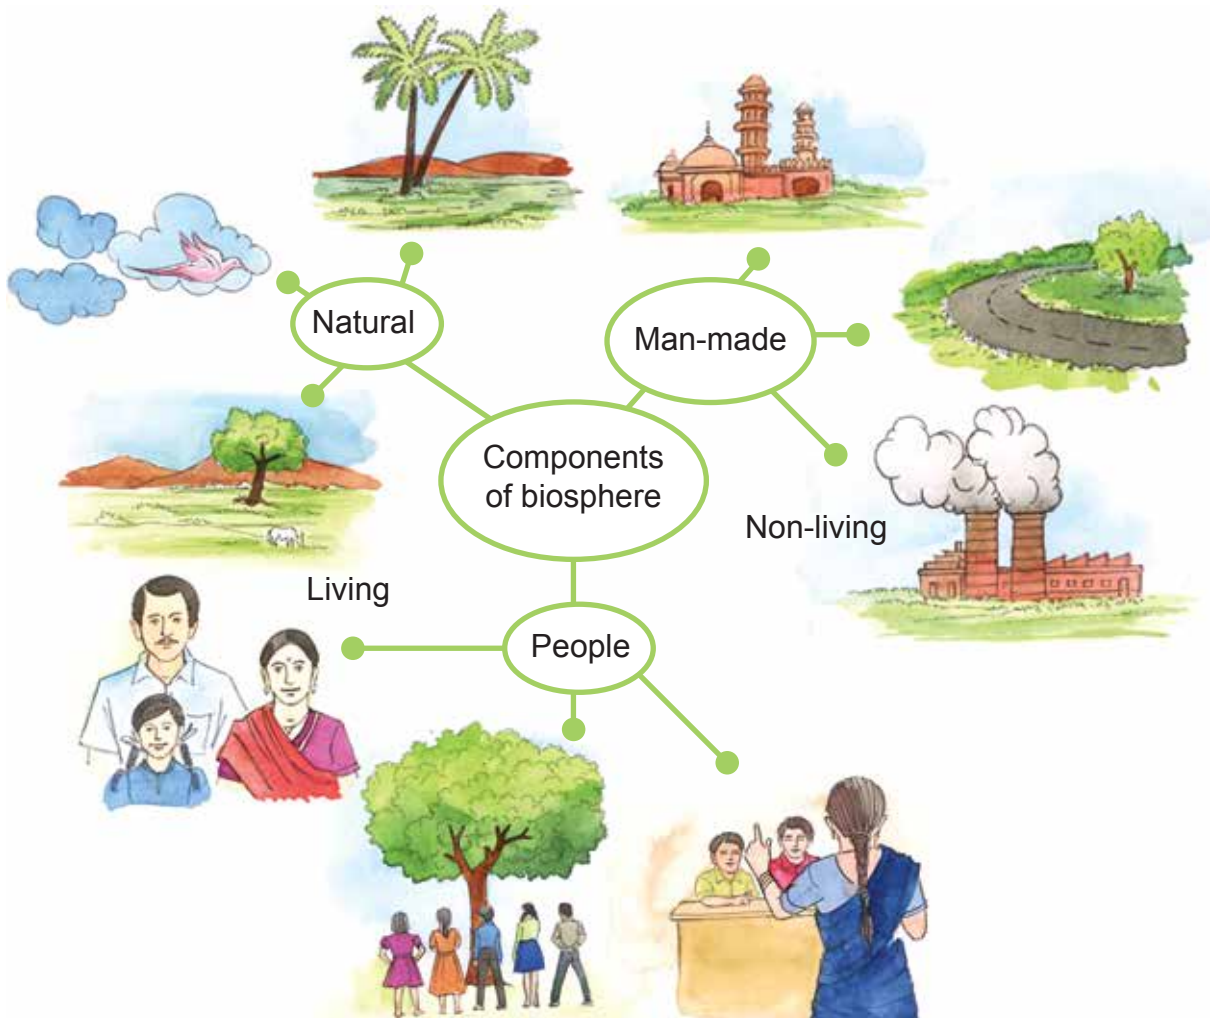 Natural
Man-made
Components
of biosphere
Non-living
Living
People